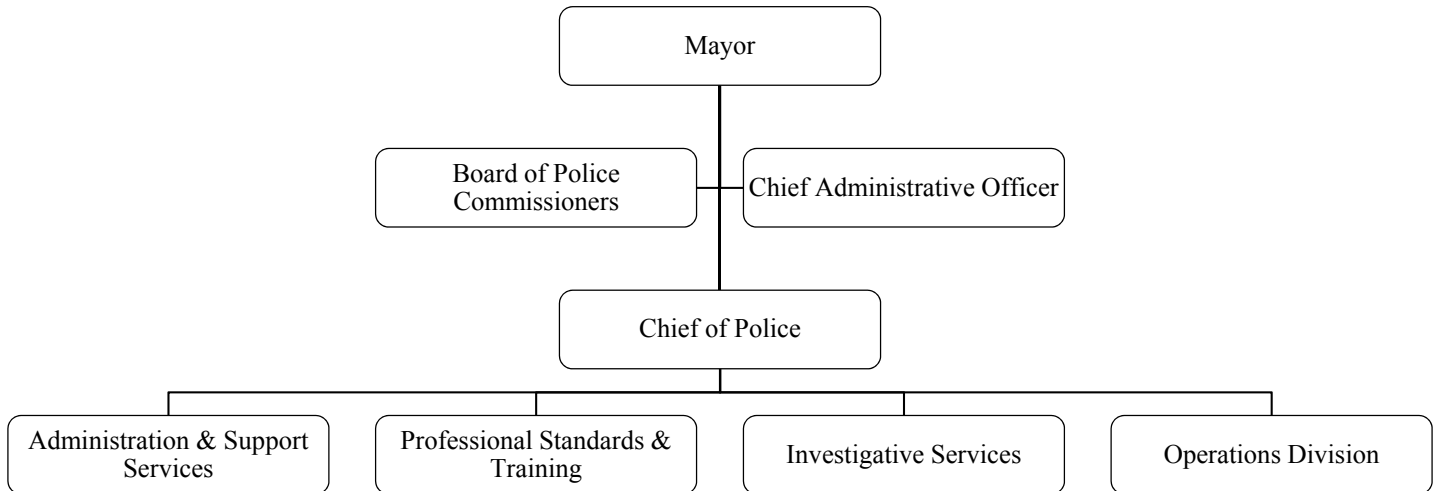 Mayor
Board of Police
Commissioners
Chief Administrative Officer
Chief of Police
Administration & Support
Services
Professional Standards &
Training
Investigative Services
Operations Division